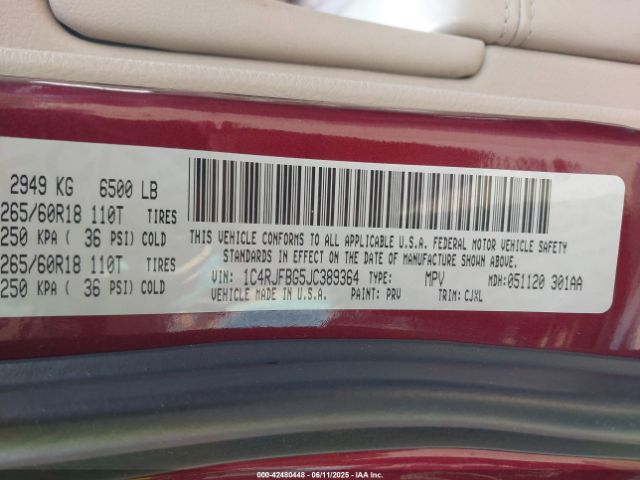 2949 KG 6500 LB
265/60R18 110T TIRES
250 KPA ( 36 PSI) COLD
265/60R18 110T TIRES
250 KPA ( 36 PSI) COLD
THIS VEHICLE CONFORMS TO ALL APPLICABLE U.S.A. FEDERAL MOTOR VEHICLE SAFETY
STANDARDS IN EFFECT ON THE DATE OF MANUFACTURE SHOWN ABOVE.
VIN: 1C4RJFBG5JC389364 TYPE: MPV MDH: 051120 301AA
VEHICLE MADE IN U.S.A. PAINT: PRV TRIM: CJXL
000-42480448 - 06/11/2025 - IAA Inc.